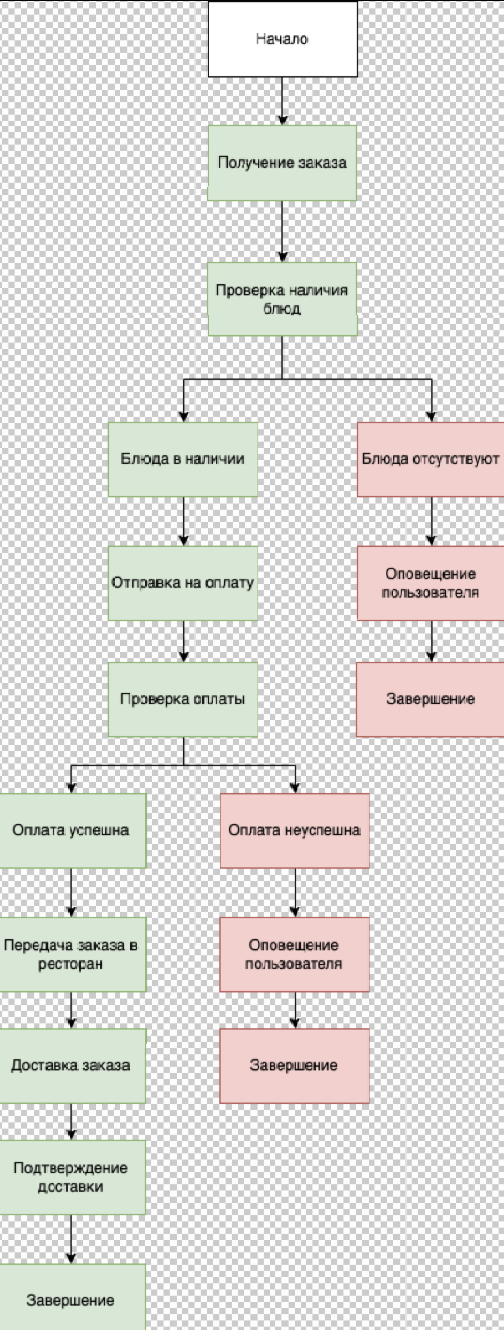 Начало
Получение заказа
Проверка наличия
блюд
Блюда в наличии
Блюда отсутствуют
Отправка на оплату
Оповещение
пользователя
Проверка оплаты
Завершение
Оплата успешна
Оплата неуспешна
Передача заказа в
ресторан
Оповещение
пользователя
Доставка заказа
Завершение
Подтверждение
доставки
Завершение